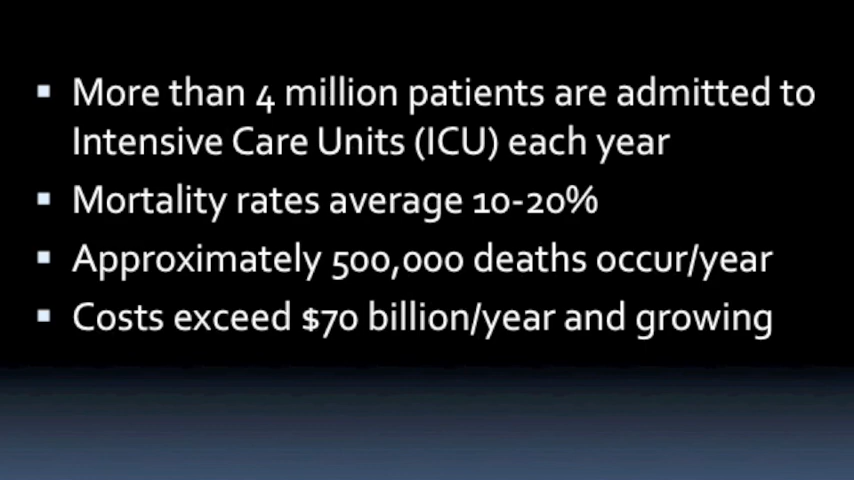 ▪ More than 4 million patients are admitted to
Intensive Care Units (ICU) each year
▪ Mortality rates average 10-20%
▪ Approximately 500,000 deaths occur/year
▪ Costs exceed $70 billion/year and growing